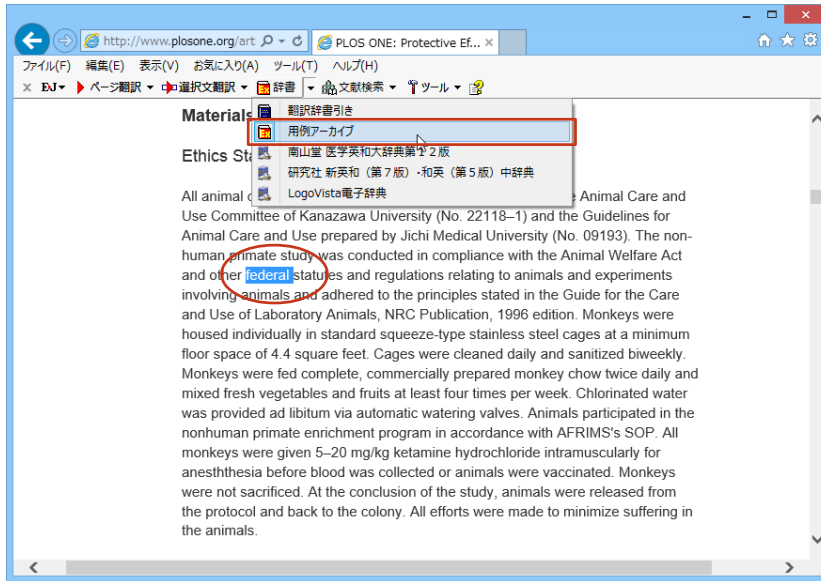 http://www.plosone.org/art
PLOS ONE: Protective Ef... ×
ファイル(F) 編集(E) 表示(V) お気に入り(A) ツール(T) ヘルプ(H)
× EJ ページ翻訳 選択文翻訳 辞書 文献検索 ツール
翻訳辞書引き
用例アーカイブ
南山堂 医学英和大辞典第12版
研究社 新英和（第７版）・和英（第５版）中辞典
LogoVista電子辞典
Materials
Ethics Sta
All animal Animal Care and
Use Committee of Kanazawa University (No. 22118–1) and the Guidelines for
Animal Care and Use prepared by Jichi Medical University (No. 09193). The non-
human primate study was conducted in compliance with the Animal Welfare Act
and other federal statutes and regulations relating to animals and experiments
involving animals and adhered to the principles stated in the Guide for the Care
and Use of Laboratory Animals, NRC Publication, 1996 edition. Monkeys were
housed individually in standard squeeze-type stainless steel cages at a minimum
floor space of 4.4 square feet. Cages were cleaned daily and sanitized biweekly.
Monkeys were fed complete, commercially prepared monkey chow twice daily and
mixed fresh vegetables and fruits at least four times per week. Chlorinated water
was provided ad libitum via automatic watering valves. Animals participated in the
nonhuman primate enrichment program in accordance with AFRIMS's SOP. All
monkeys were given 5–20 mg/kg ketamine hydrochloride intramuscularly for
anesththesia before blood was collected or animals were vaccinated. Monkeys
were not sacrificed. At the conclusion of the study, animals were released from
the protocol and back to the colony. All efforts were made to minimize suffering in
the animals.